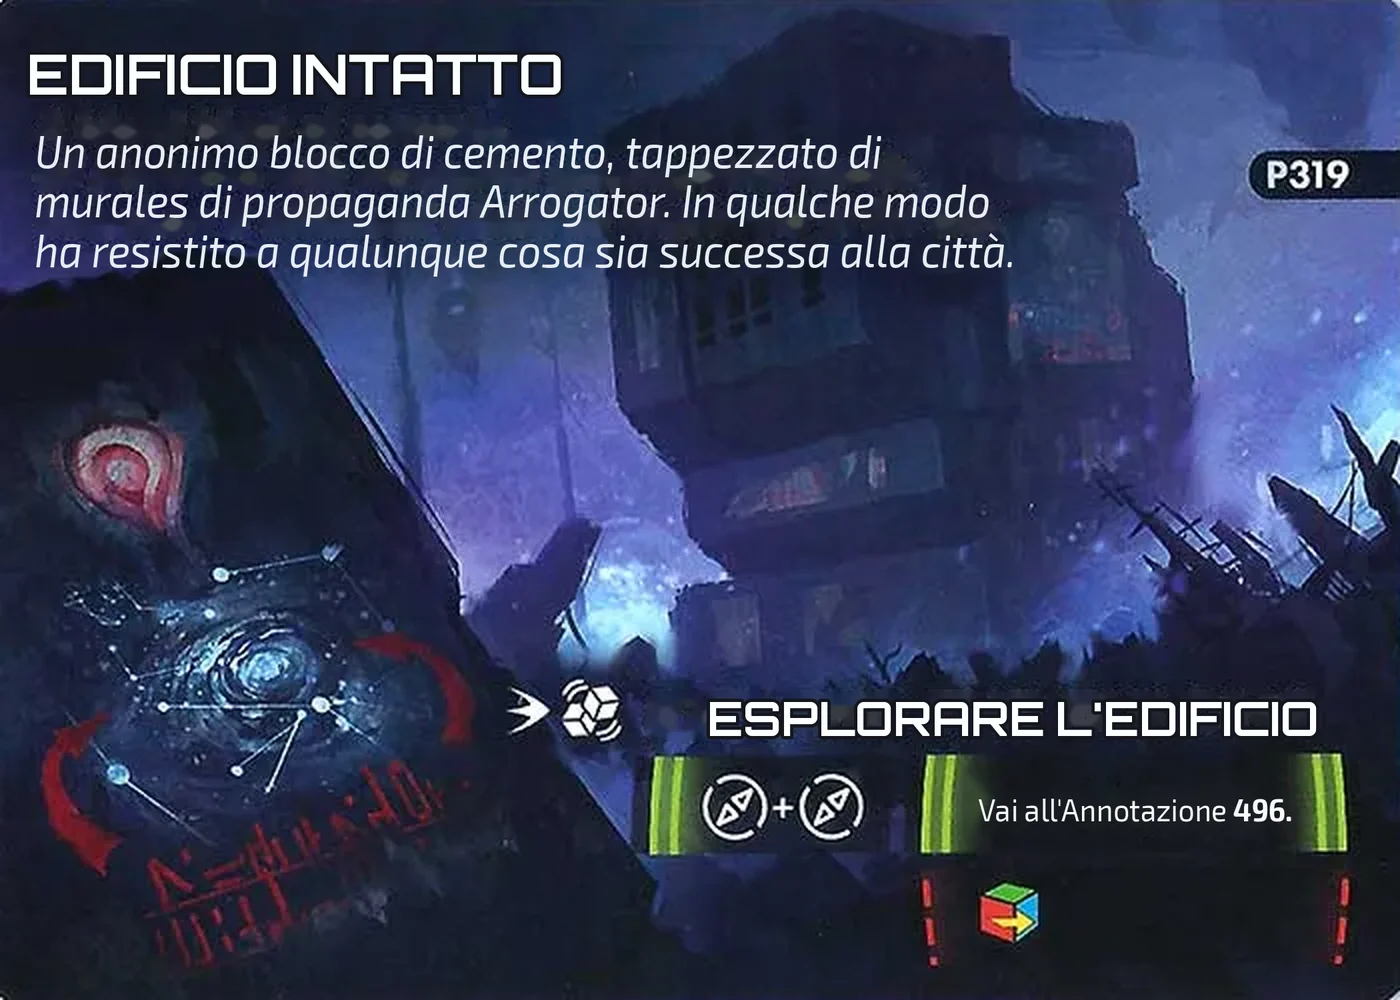 EDIFICIO INTATTO
Un anonimo blocco di cemento, tappezzato di
murales di propaganda Arrogator. In qualche modo
ha resistito a qualunque cosa sia successa alla città.
P319
ESPLORARE L'EDIFICIO
+
Vai all'Annotazione 496.